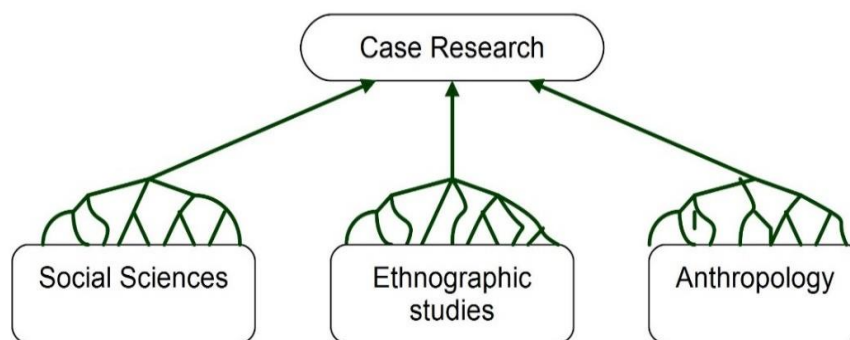 Case Research
Social Sciences
Ethnographic
studies
Anthropology